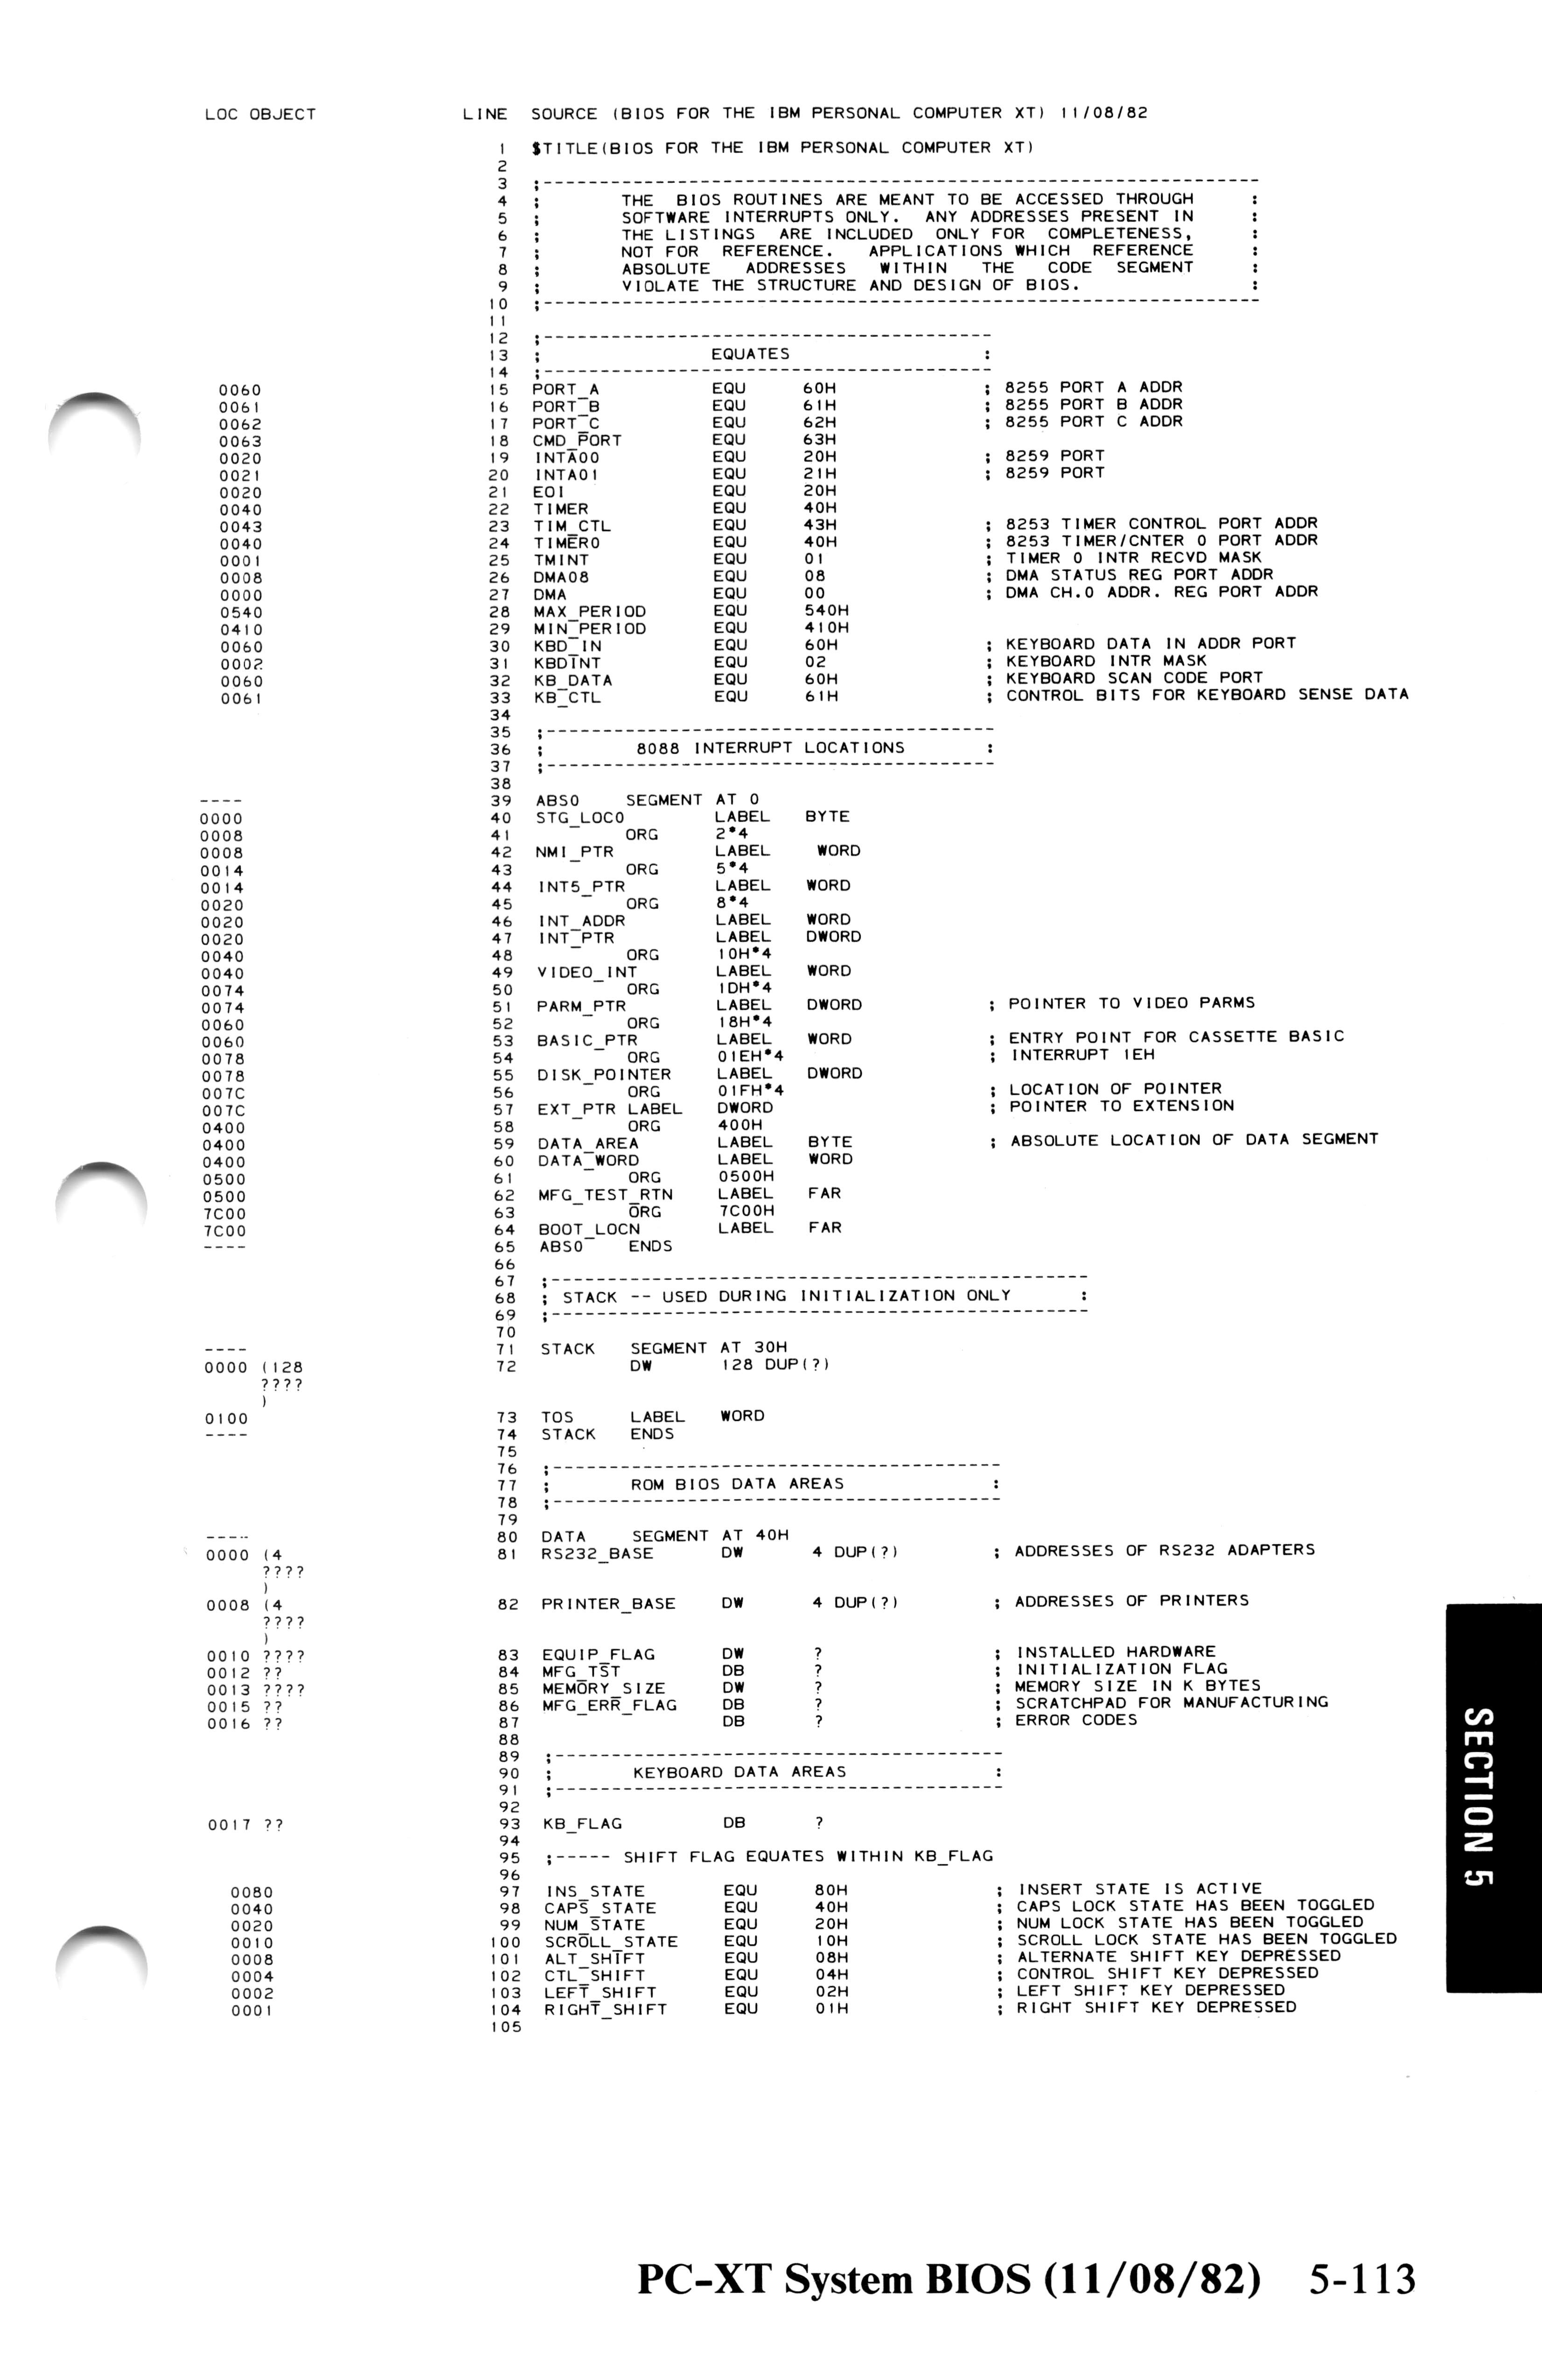 LOC OBJECT LINE SOURCE (BIOS FOR THE IBM PERSONAL COMPUTER XT) 11/08/82
1 $TITLE(BIOS FOR THE IBM PERSONAL COMPUTER XT)
2
3 ;-----------------------------------------------------------------------------
4 ; THE BIOS ROUTINES ARE MEANT TO BE ACCESSED THROUGH :
5 ; SOFTWARE INTERRUPTS ONLY. ANY ADDRESSES PRESENT IN :
6 ; THE LISTINGS ARE INCLUDED ONLY FOR COMPLETENESS, :
7 ; NOT FOR REFERENCE. APPLICATIONS WHICH REFERENCE :
8 ; ABSOLUTE ADDRESSES WITHIN THE CODE SEGMENT :
9 ; VIOLATE THE STRUCTURE AND DESIGN OF BIOS. :
10 ;-----------------------------------------------------------------------------
11
12 ;------------------------------------------------
13 ; EQUATES :
14 ;------------------------------------------------
0060 15 PORT_A EQU 60H ; 8255 PORT A ADDR
0061 16 PORT_B EQU 61H ; 8255 PORT B ADDR
0062 17 PORT_C EQU 62H ; 8255 PORT C ADDR
0063 18 CMD_PORT EQU 63H
0020 19 INTA00 EQU 20H ; 8259 PORT
0021 20 INTA01 EQU 21H ; 8259 PORT
0020 21 EOI EQU 20H
0040 22 TIMER EQU 40H
0043 23 TIM_CTL EQU 43H ; 8253 TIMER CONTROL PORT ADDR
0040 24 TIMER0 EQU 40H ; 8253 TIMER/CNTER 0 PORT ADDR
0001 25 TMINT EQU 01 ; TIMER 0 INTR RECVD MASK
0008 26 DMA08 EQU 08 ; DMA STATUS REG PORT ADDR
0000 27 DMA EQU 00 ; DMA CH.0 ADDR. REG PORT ADDR
0540 28 MAX_PERIOD EQU 540H
0410 29 MIN_PERIOD EQU 410H
0060 30 KBD_IN EQU 60H ; KEYBOARD DATA IN ADDR PORT
0002 31 KBDINT EQU 02 ; KEYBOARD INTR MASK
0060 32 KB_DATA EQU 60H ; KEYBOARD SCAN CODE PORT
0061 33 KB_CTL EQU 61H ; CONTROL BITS FOR KEYBOARD SENSE DATA
34
35 ;------------------------------------------------
36 ; 8088 INTERRUPT LOCATIONS :
37 ;------------------------------------------------
38
---- 39 ABS0 SEGMENT AT 0
0000 40 STG_LOC0 LABEL BYTE
0008 41 ORG 2*4
0008 42 NMI_PTR LABEL WORD
0014 43 ORG 5*4
0014 44 INT5_PTR LABEL WORD
0020 45 ORG 8*4
0020 46 INT_ADDR LABEL WORD
0020 47 INT_PTR LABEL DWORD
0040 48 ORG 10H*4
0040 49 VIDEO_INT LABEL WORD
0074 50 ORG 1DH*4
0074 51 PARM_PTR LABEL DWORD ; POINTER TO VIDEO PARMS
0060 52 ORG 18H*4
0060 53 BASIC_PTR LABEL WORD ; ENTRY POINT FOR CASSETTE BASIC
0078 54 ORG 01EH*4 ; INTERRUPT 1EH
0078 55 DISK_POINTER LABEL DWORD
007C 56 ORG 01FH*4 ; LOCATION OF POINTER
007C 57 EXT_PTR LABEL DWORD ; POINTER TO EXTENSION
0400 58 ORG 400H
0400 59 DATA_AREA LABEL BYTE ; ABSOLUTE LOCATION OF DATA SEGMENT
0400 60 DATA_WORD LABEL WORD
0500 61 ORG 0500H
0500 62 MFG_TEST_RTN LABEL FAR
7C00 63 ORG 7C00H
7C00 64 BOOT_LOCN LABEL FAR
---- 65 ABS0 ENDS
66
67 ;----------------------------------------------------------
68 ; STACK -- USED DURING INITIALIZATION ONLY :
69 ;----------------------------------------------------------
70
---- 71 STACK SEGMENT AT 30H
0000 (128 72 DW 128 DUP(?)
????
)
0100 73 TOS LABEL WORD
---- 74 STACK ENDS
75
76 ;------------------------------------------------
77 ; ROM BIOS DATA AREAS :
78 ;------------------------------------------------
79
---- 80 DATA SEGMENT AT 40H
0000 (4 81 RS232_BASE DW 4 DUP(?) ; ADDRESSES OF RS232 ADAPTERS
????
)
0008 (4 82 PRINTER_BASE DW 4 DUP(?) ; ADDRESSES OF PRINTERS
????
)
0010 ???? 83 EQUIP_FLAG DW ? ; INSTALLED HARDWARE
0012 ?? 84 MFG_TST DB ? ; INITIALIZATION FLAG
0013 ???? 85 MEMORY_SIZE DW ? ; MEMORY SIZE IN K BYTES
0015 ?? 86 MFG_ERR_FLAG DB ? ; SCRATCHPAD FOR MANUFACTURING
0016 ?? 87 DB ? ; ERROR CODES
88
89 ;------------------------------------------------
90 ; KEYBOARD DATA AREAS :
91 ;------------------------------------------------
92
0017 ?? 93 KB_FLAG DB ?
94
95 ;----- SHIFT FLAG EQUATES WITHIN KB_FLAG
96
0080 97 INS_STATE EQU 80H ; INSERT STATE IS ACTIVE
0040 98 CAPS_STATE EQU 40H ; CAPS LOCK STATE HAS BEEN TOGGLED
0020 99 NUM_STATE EQU 20H ; NUM LOCK STATE HAS BEEN TOGGLED
0010 100 SCROLL_STATE EQU 10H ; SCROLL LOCK STATE HAS BEEN TOGGLED
0008 101 ALT_SHIFT EQU 08H ; ALTERNATE SHIFT KEY DEPRESSED
0004 102 CTL_SHIFT EQU 04H ; CONTROL SHIFT KEY DEPRESSED
0002 103 LEFT_SHIFT EQU 02H ; LEFT SHIFT KEY DEPRESSED
0001 104 RIGHT_SHIFT EQU 01H ; RIGHT SHIFT KEY DEPRESSED
105
SECTION 5
PC-XT System BIOS (11/08/82) 5-113